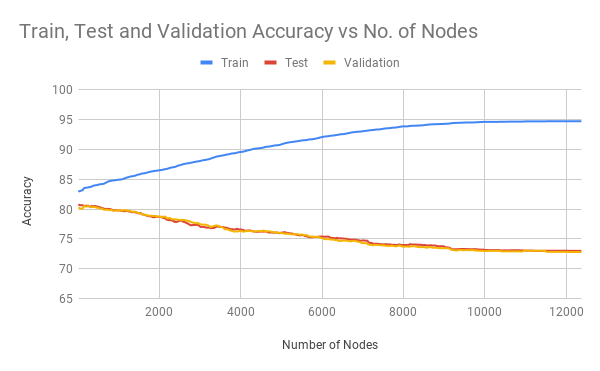 Train, Test and Validation Accuracy vs No. of Nodes
Train Test Validation
100
95
90
85
80
75
70
65
Accuracy
2000 4000 6000 8000 10000 12000
Number of Nodes